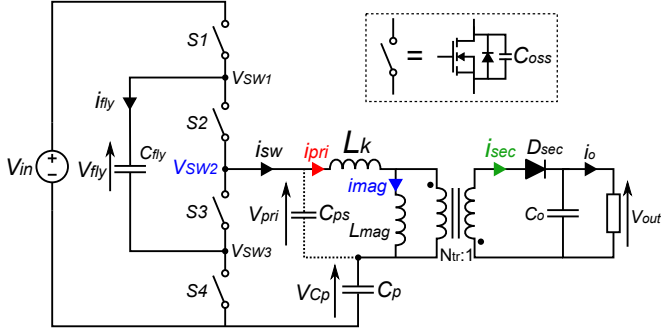 S1
= Coss
VSW1
ifly
S2
Lk
Vin
Vfly
Cfly
VSW2
isw
ipri
isec
Dsec
io
imag
S3
Vpri
Cps
Lmag
Co
Vout
VSW3
Ntr:1
S4
VCp
Cp